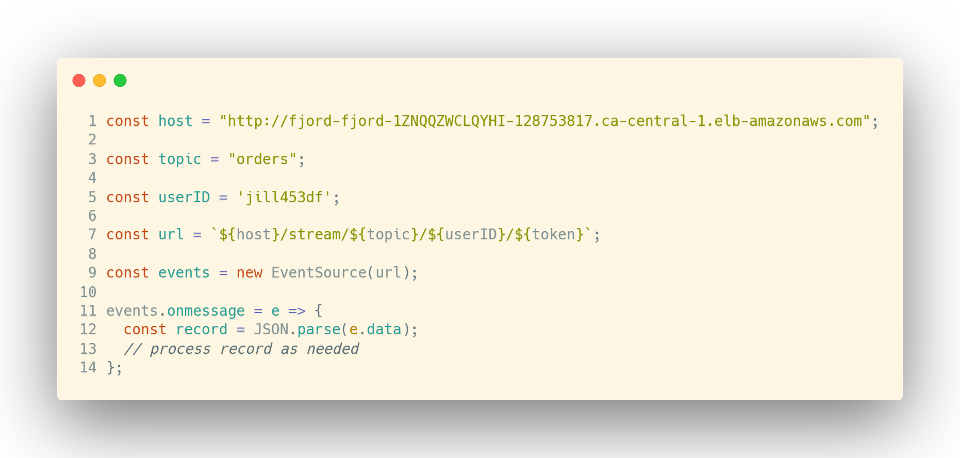 1 const host = "http://fjord-fjord-1ZNQQZWCLQYHI-128753817.ca-central-1.elb-amazonaws.com";
2
3 const topic = "orders";
4
5 const userID = 'jill453df';
6
7 const url = `${host}/stream/${topic}/${userID}/${token}`;
8
9 const events = new EventSource(url);
10
11 events.onmessage = e => {
12   const record = JSON.parse(e.data);
13   // process record as needed
14 };